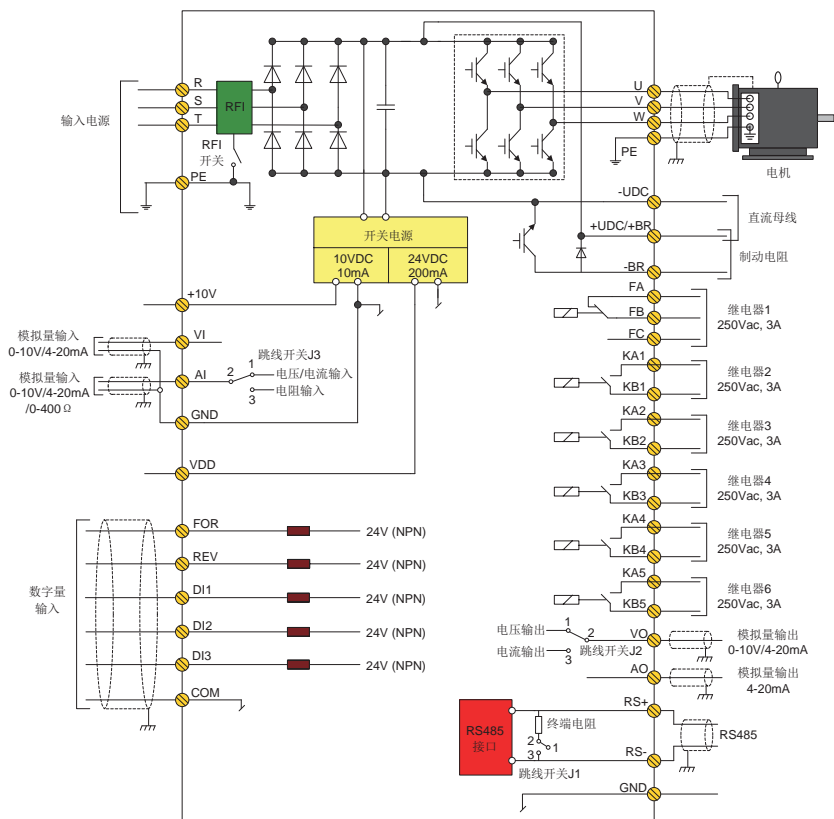 输入电源
R
S
T
RFI
RFI
开关
PE
U
V
W
PE
电机
-UDC
+UDC/+BR
-BR
直流母线
制动电阻
开关电源
10VDC
10mA
24VDC
200mA
+10V
模拟量输入
0-10V/4-20mA
VI
模拟量输入
0-10V/4-20mA
/0-400Ω
AI
2
1
3
跳线开关J3
电压/电流输入
电阻输入
GND
VDD
数字量
输入
FOR
24V (NPN)
REV
24V (NPN)
DI1
24V (NPN)
DI2
24V (NPN)
DI3
24V (NPN)
COM
FA
FB
FC
继电器1
250Vac, 3A
KA1
KB1
继电器2
250Vac, 3A
KA2
KB2
继电器3
250Vac, 3A
KA3
KB3
继电器4
250Vac, 3A
KA4
KB4
继电器5
250Vac, 3A
KA5
KB5
继电器6
250Vac, 3A
电压输出
1
2
电流输出
3
跳线开关J2
VO
模拟量输出
0-10V/4-20mA
AO
模拟量输出
4-20mA
RS485
接口
终端电阻
2
1
3
跳线开关J1
RS+
RS-
RS485
GND